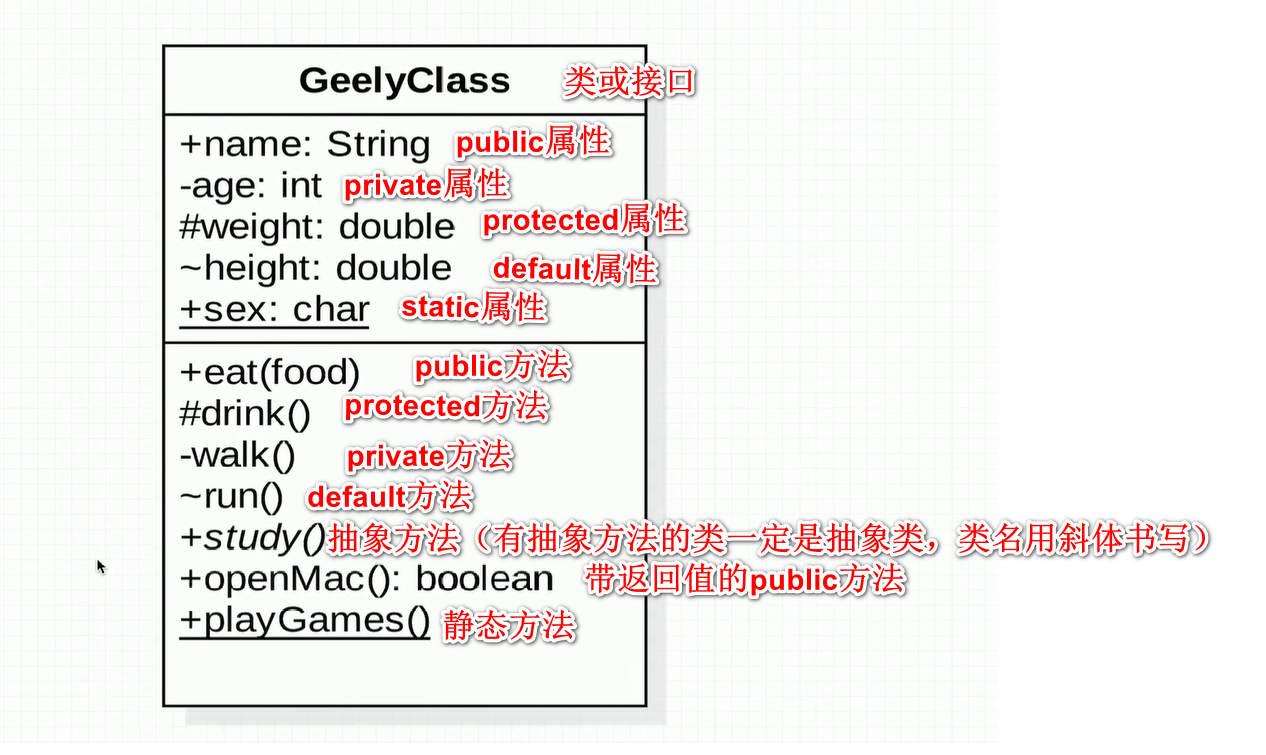 GeelyClass 类或接口
+name: String public属性
-age: int private属性
#weight: double protected属性
~height: double default属性
+sex: char static属性
+eat(food) public方法
#drink() protected方法
-walk() private方法
~run() default方法
+study() 抽象方法（有抽象方法的类一定是抽象类，类名用斜体书写）
+openMac(): boolean 带返回值的public方法
+playGames() 静态方法